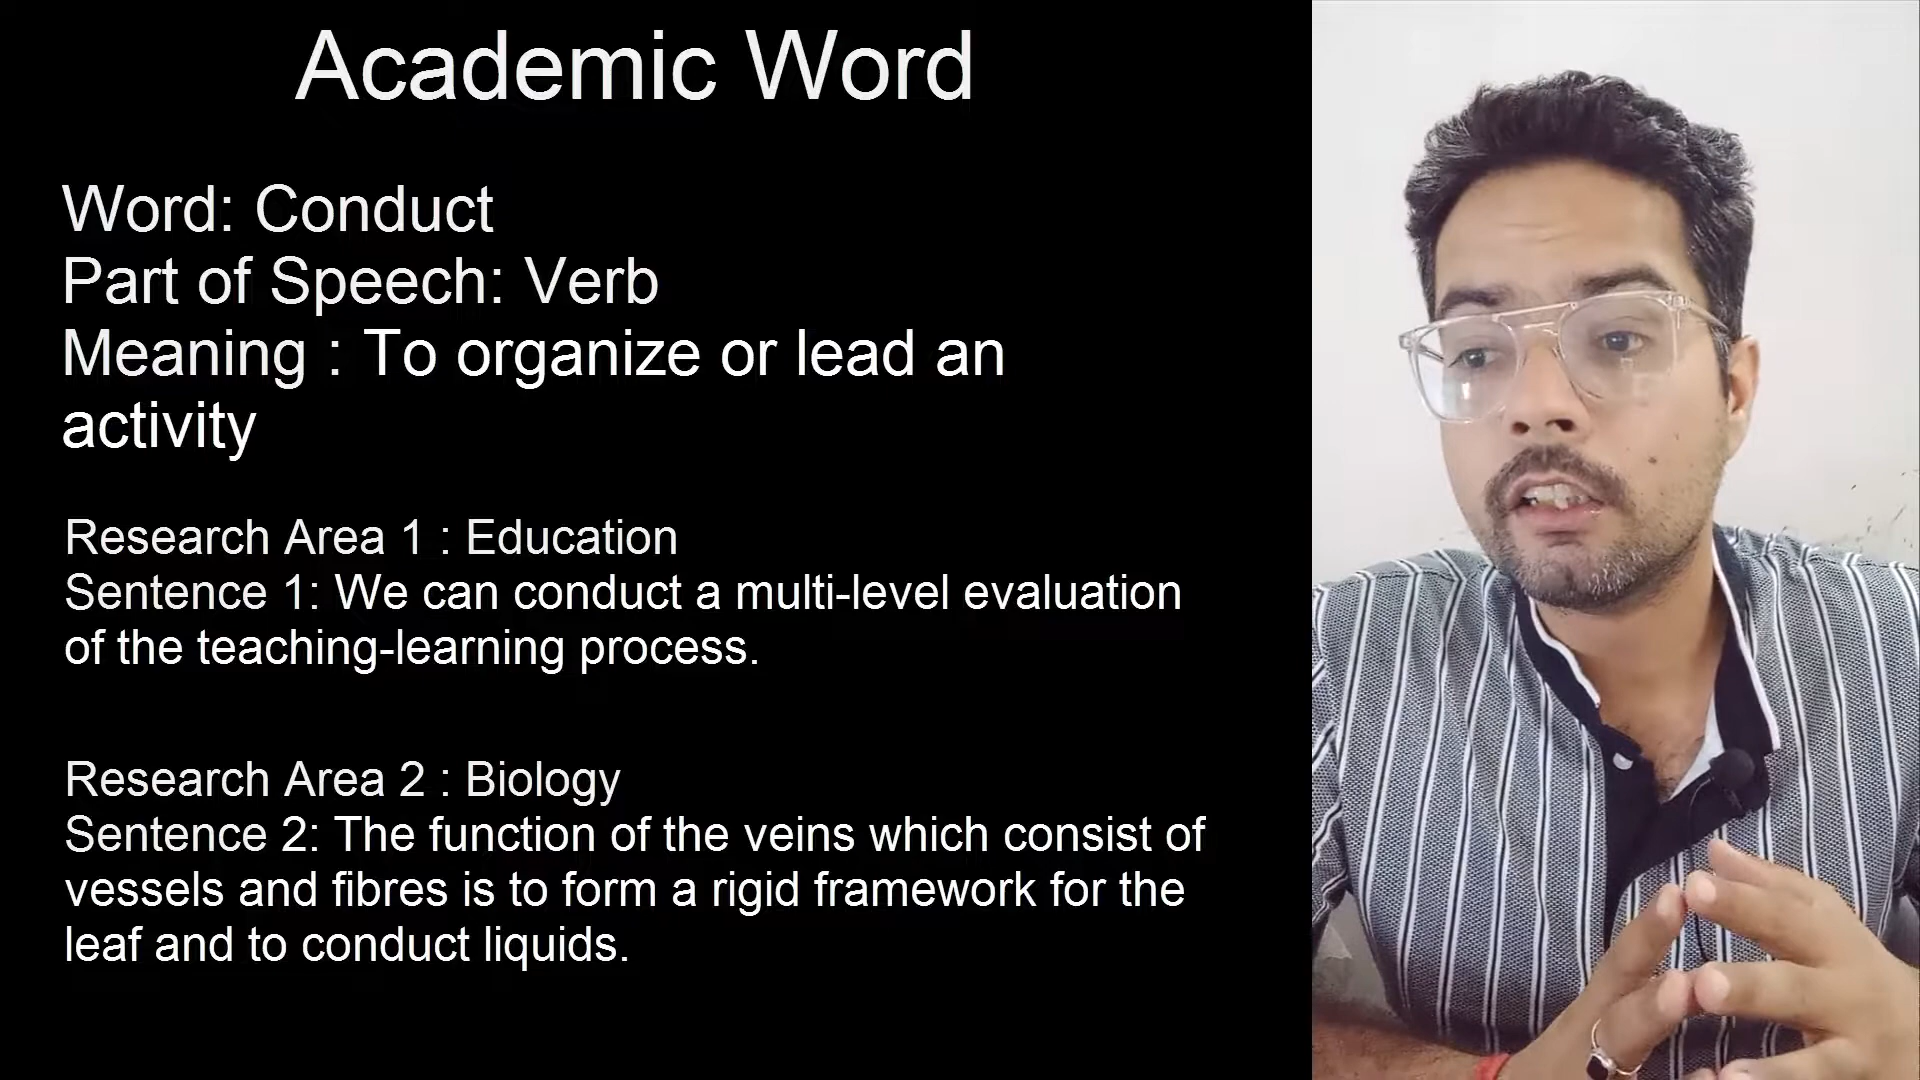 Academic Word
Word: Conduct
Part of Speech: Verb
Meaning : To organize or lead an
activity
Research Area 1 : Education
Sentence 1: We can conduct a multi-level evaluation
of the teaching-learning process.
Research Area 2 : Biology
Sentence 2: The function of the veins which consist of
vessels and fibres is to form a rigid framework for the
leaf and to conduct liquids.